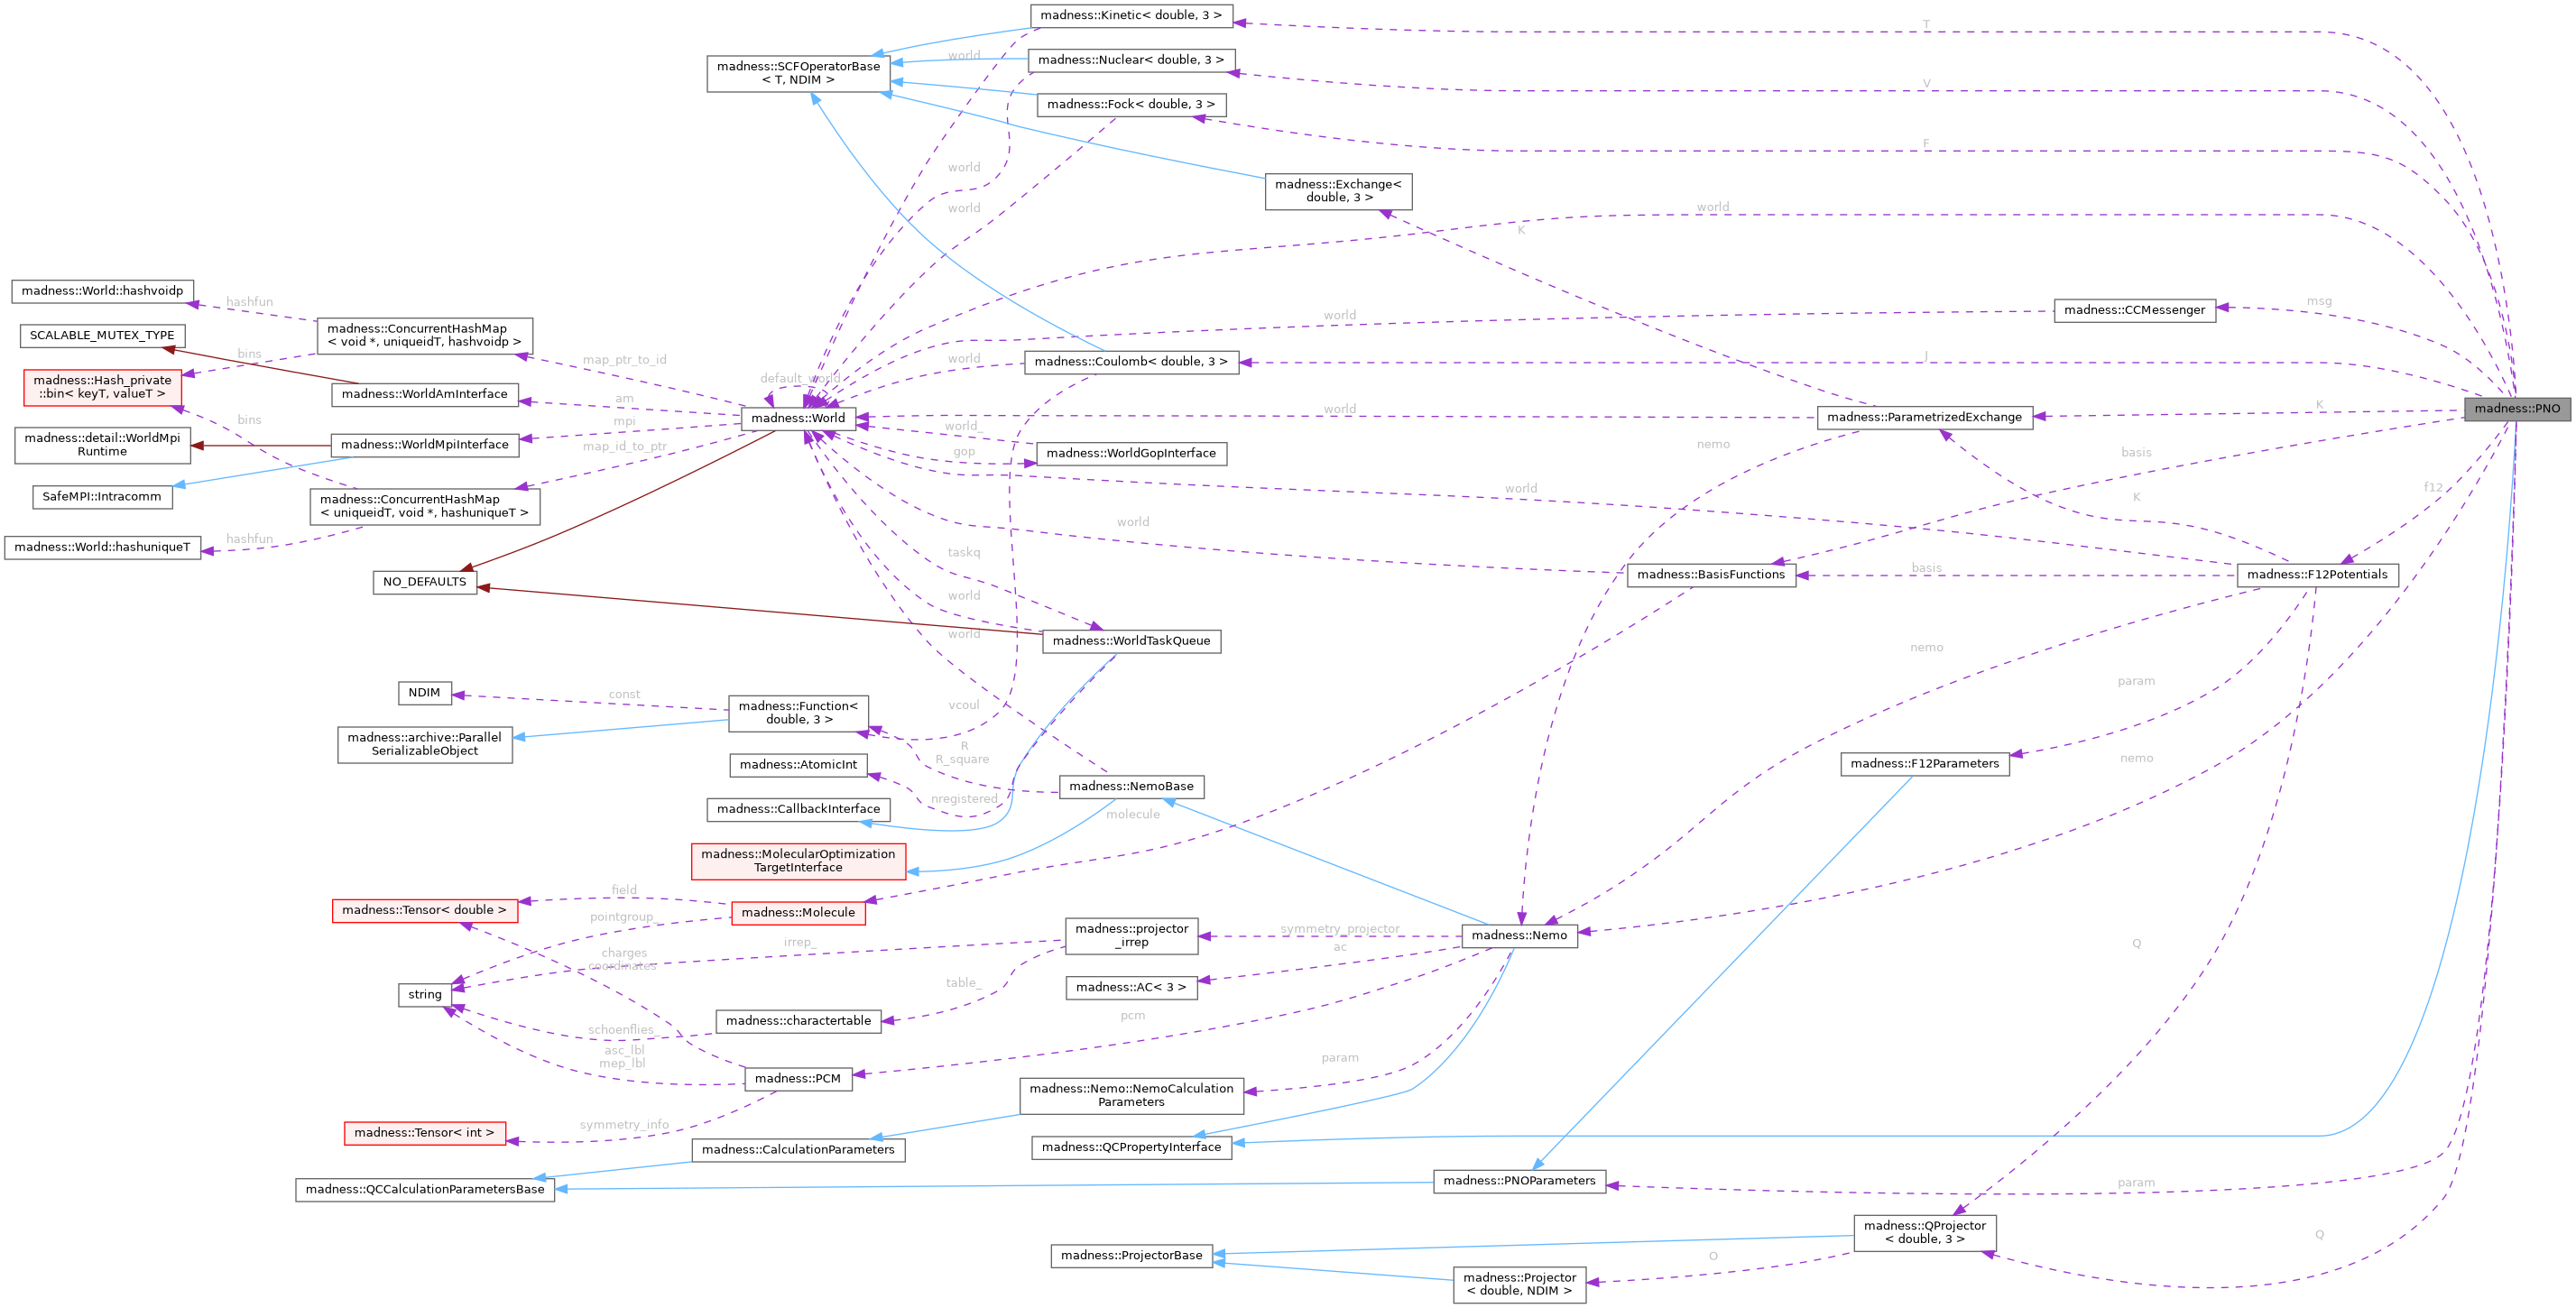 madness::Kinetic< double, 3 >
T
world
madness::SCFOperatorBase
< T, NDIM >
madness::Nuclear< double, 3 >
V
madness::Fock< double, 3 >
F
world
madness::Exchange<
double, 3 >
world
world
K
madness::World::hashvoidp
hashfun
madness::ConcurrentHashMap
< void *, uniqueidT, hashvoidp >
msg
madness::CCMessenger
world
SCALABLE_MUTEX_TYPE
bins
map_ptr_to_id
world
madness::Coulomb< double, 3 >
J
madness::Hash_private
::bin< keyT, valueT >
default_world
madness::WorldAmInterface
am
K
madness::PNO
world
madness::World
madness::ParametrizedExchange
bins
mpi
world_
madness::detail::WorldMpi
Runtime
madness::WorldMpiInterface
map_id_to_ptr
gop
madness::WorldGopInterface
nemo
basis
SafeMPI::Intracomm
madness::ConcurrentHashMap
< uniqueidT, void *, hashuniqueT >
world
K
f12
world
madness::World::hashuniqueT
hashfun
taskq
NO_DEFAULTS
madness::BasisFunctions
basis
madness::F12Potentials
world
world
madness::WorldTaskQueue
nemo
param
NDIM
const
madness::Function<
double, 3 >
vcoul
madness::archive::Parallel
SerializableObject
R
R_square
madness::AtomicInt
nemo
madness::F12Parameters
madness::NemoBase
nregistered
madness::CallbackInterface
molecule
madness::MolecularOptimization
TargetInterface
field
madness::Tensor< double >
madness::Molecule
pointgroup_
madness::projector
_irrep
symmetry_projector
madness::Nemo
irrep_
ac
Q
charges
coordinates
table_
madness::AC< 3 >
string
pcm
madness::charactertable
schoenflies_
asc_lbl
mep_lbl
param
madness::PCM
madness::Nemo::NemoCalculation
Parameters
symmetry_info
madness::Tensor< int >
madness::CalculationParameters
madness::QCPropertyInterface
madness::QCCalculationParametersBase
madness::PNOParameters
param
madness::QProjector
< double, 3 >
Q
madness::ProjectorBase
O
madness::Projector
< double, NDIM >